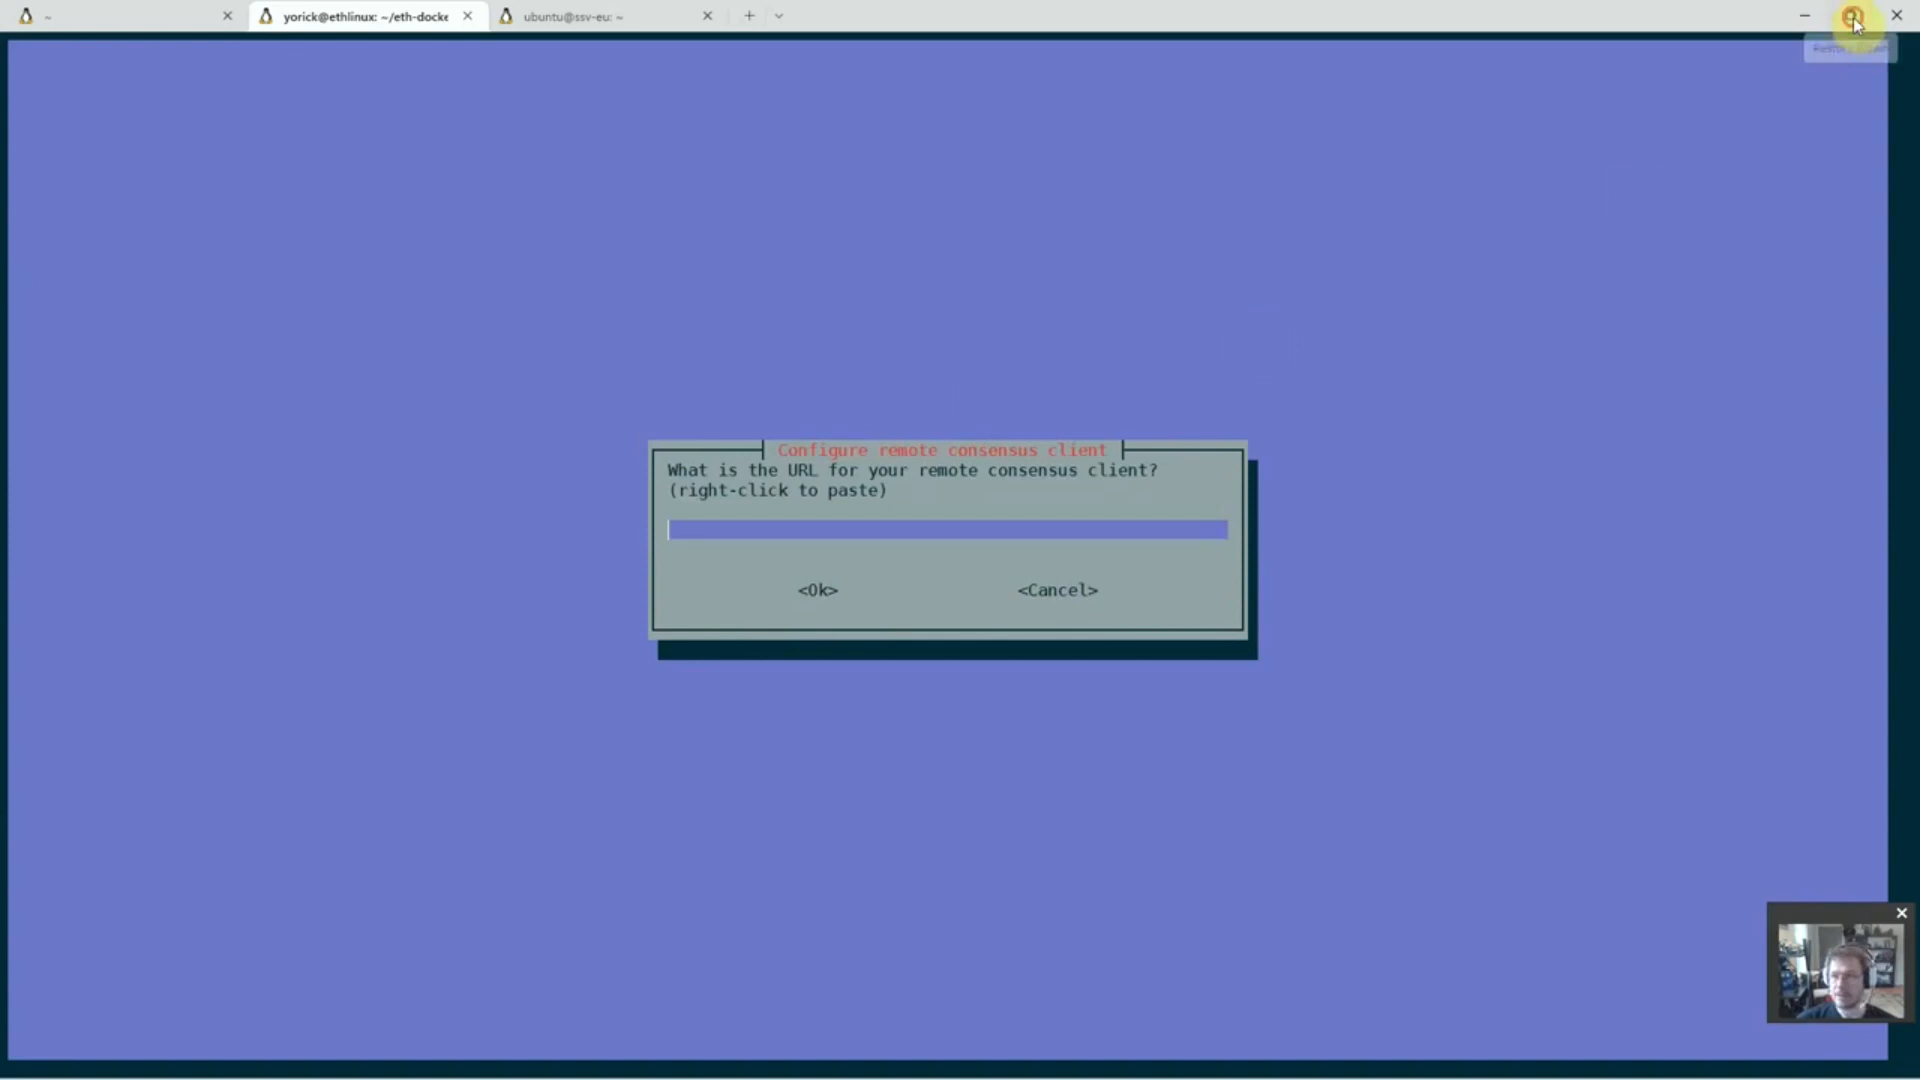 ~
yorick@ethlinux: ~/eth-docke
ubuntu@ssv-eu: ~
Configure remote consensus client
What is the URL for your remote consensus client?
(right-click to paste)
<Ok>
<Cancel>